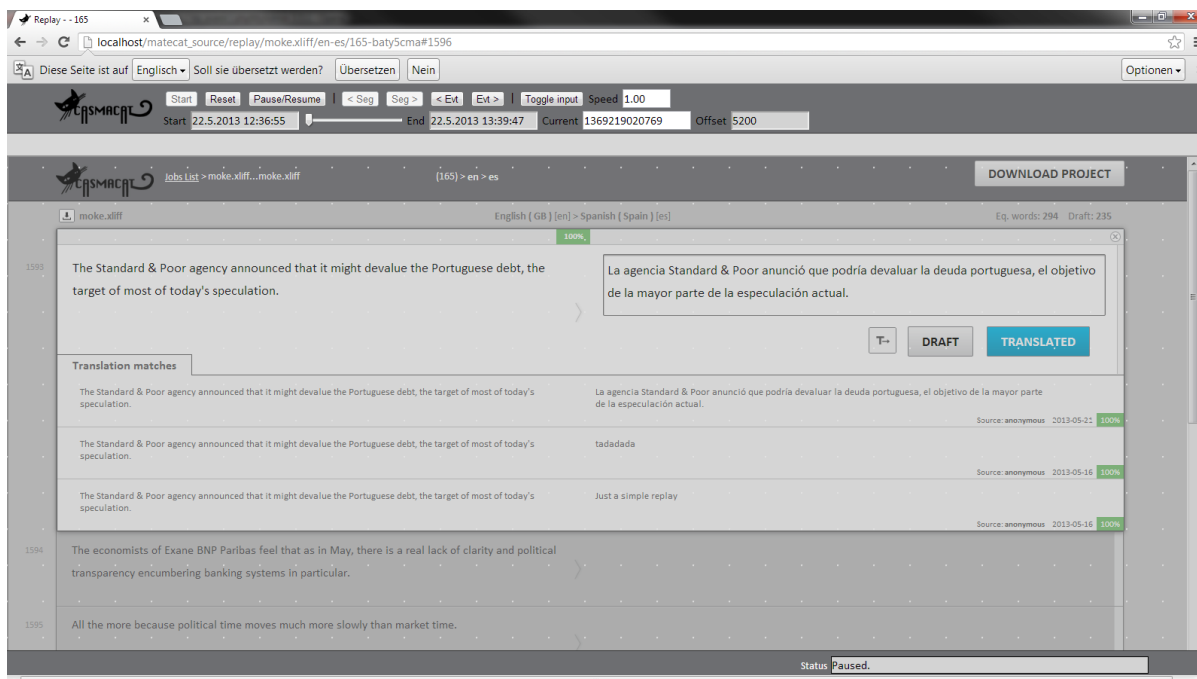 Replay - - 165
localhost/matecat_source/replay/moke.xliff/en-es/165-baty5cma#1596
Diese Seite ist auf Englisch Soll sie übersetzt werden? Übersetzen Nein Optionen
CASMACAT Start Reset Pause/Resume | < Seg Seg > < Evt Evt > | Toggle input Speed 1.00
Start 22.5.2013 12:36:55 End 22.5.2013 13:39:47 Current 1369219020769 Offset 5200
CASMACAT Jobs List > moke.xliff...moke.xliff (165) > en > es DOWNLOAD PROJECT
moke.xliff English ( GB ) [en] > Spanish ( Spain ) [es] Eq. words: 294 Draft: 235
100%
1593 The Standard & Poor agency announced that it might devalue the Portuguese debt, the
target of most of today's speculation.
La agencia Standard & Poor anunció que podría devaluar la deuda portuguesa, el objetivo
de la mayor parte de la especulación actual.
T→ DRAFT TRANSLATED
Translation matches
The Standard & Poor agency announced that it might devalue the Portuguese debt, the target of most of today's
speculation.
La agencia Standard & Poor anunció que podría devaluar la deuda portuguesa, el objetivo de la mayor parte
de la especulación actual.
Source: anonymous 2013-05-21 100%
The Standard & Poor agency announced that it might devalue the Portuguese debt, the target of most of today's
speculation.
tadadada
Source: anonymous 2013-05-16 100%
The Standard & Poor agency announced that it might devalue the Portuguese debt, the target of most of today's
speculation.
Just a simple replay
Source: anonymous 2013-05-16 100%
1594 The economists of Exane BNP Paribas feel that as in May, there is a real lack of clarity and political
transparency encumbering banking systems in particular.
1595 All the more because political time moves much more slowly than market time.
Status Paused.